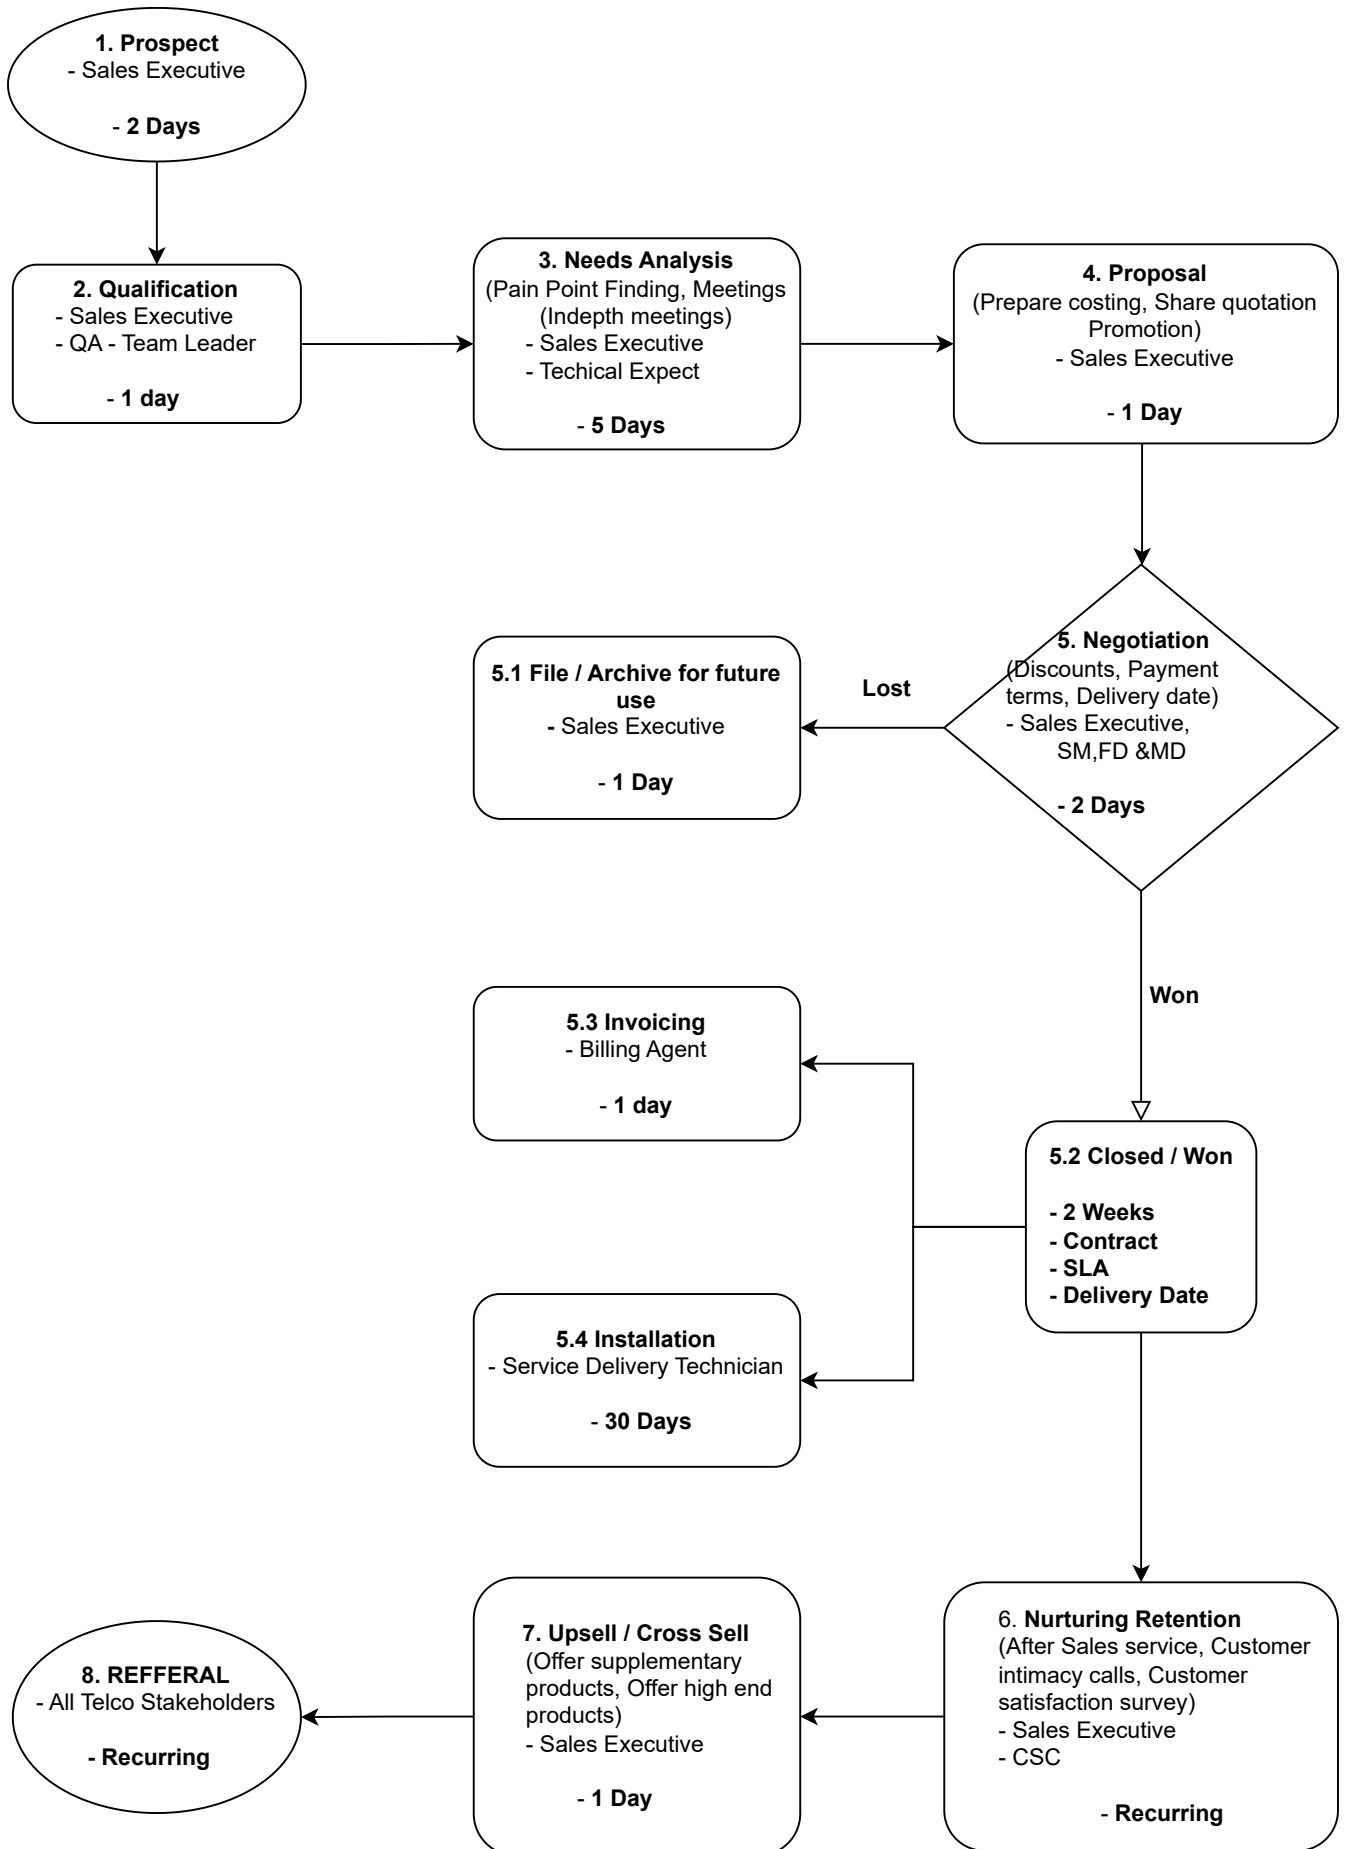 1. Prospect
- Sales Executive
- 2 Days
2. Qualification
- Sales Executive
- QA - Team Leader
- 1 day
3. Needs Analysis
(Pain Point Finding, Meetings
(Indepth meetings)
- Sales Executive
- Techical Expect
- 5 Days
4. Proposal
(Prepare costing, Share quotation
Promotion)
- Sales Executive
- 1 Day
5. Negotiation
(Discounts, Payment
terms, Delivery date)
- Sales Executive,
SM,FD &MD
- 2 Days
Lost
5.1 File / Archive for future
use
- Sales Executive
- 1 Day
Won
5.2 Closed / Won
- 2 Weeks
- Contract
- SLA
- Delivery Date
5.3 Invoicing
- Billing Agent
- 1 day
5.4 Installation
- Service Delivery Technician
- 30 Days
6. Nurturing Retention
(After Sales service, Customer
intimacy calls, Customer
satisfaction survey)
- Sales Executive
- CSC
- Recurring
7. Upsell / Cross Sell
(Offer supplementary
products, Offer high end
products)
- Sales Executive
- 1 Day
8. REFFERAL
- All Telco Stakeholders
- Recurring